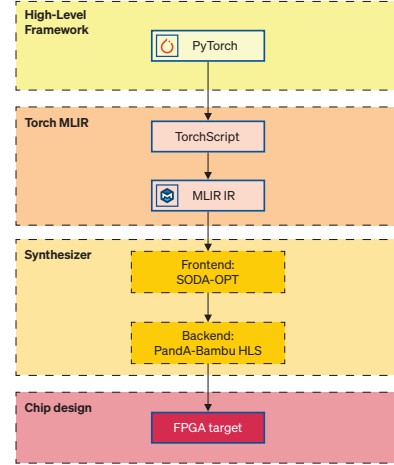 High-Level
Framework
PyTorch
Torch MLIR
TorchScript
MLIR IR
Synthesizer
Frontend:
SODA-OPT
Backend:
PandA-Bambu HLS
Chip design
FPGA target